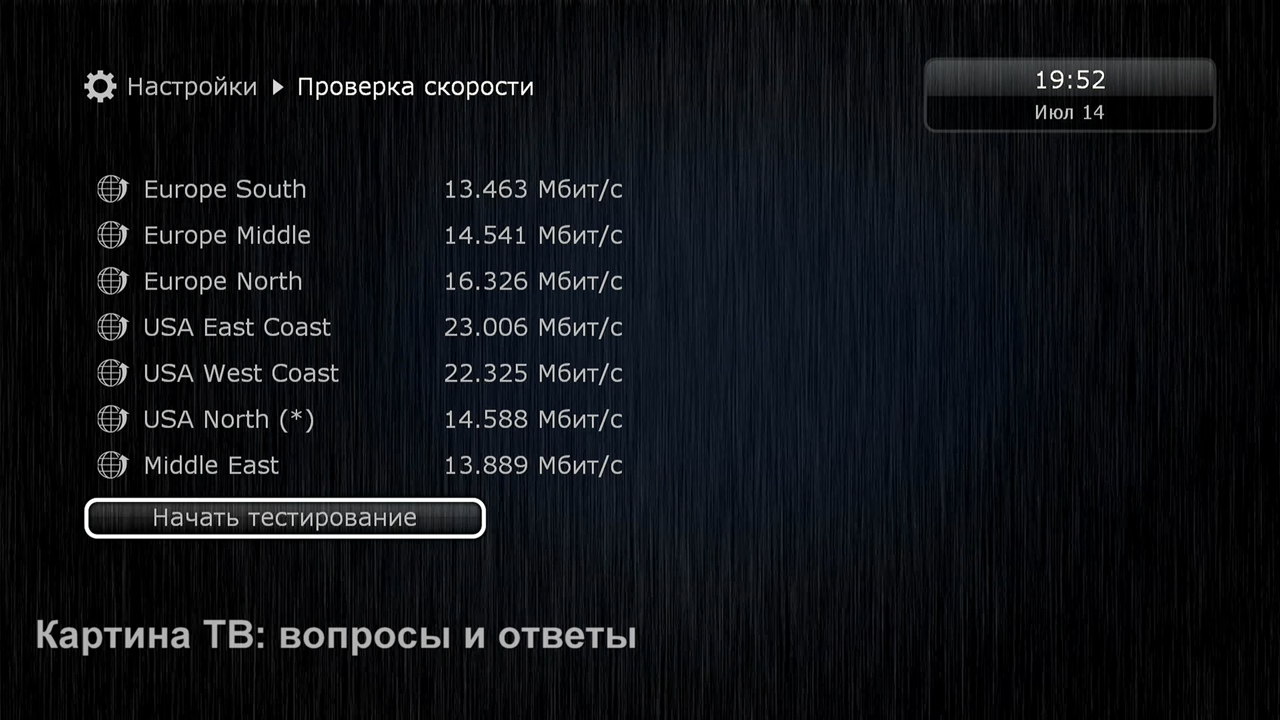 Настройки ▶ Проверка скорости
19:52
Июл 14
Europe South 13.463 Мбит/с
Europe Middle 14.541 Мбит/с
Europe North 16.326 Мбит/с
USA East Coast 23.006 Мбит/с
USA West Coast 22.325 Мбит/с
USA North (*) 14.588 Мбит/с
Middle East 13.889 Мбит/с
Начать тестирование
Картина ТВ: вопросы и ответы